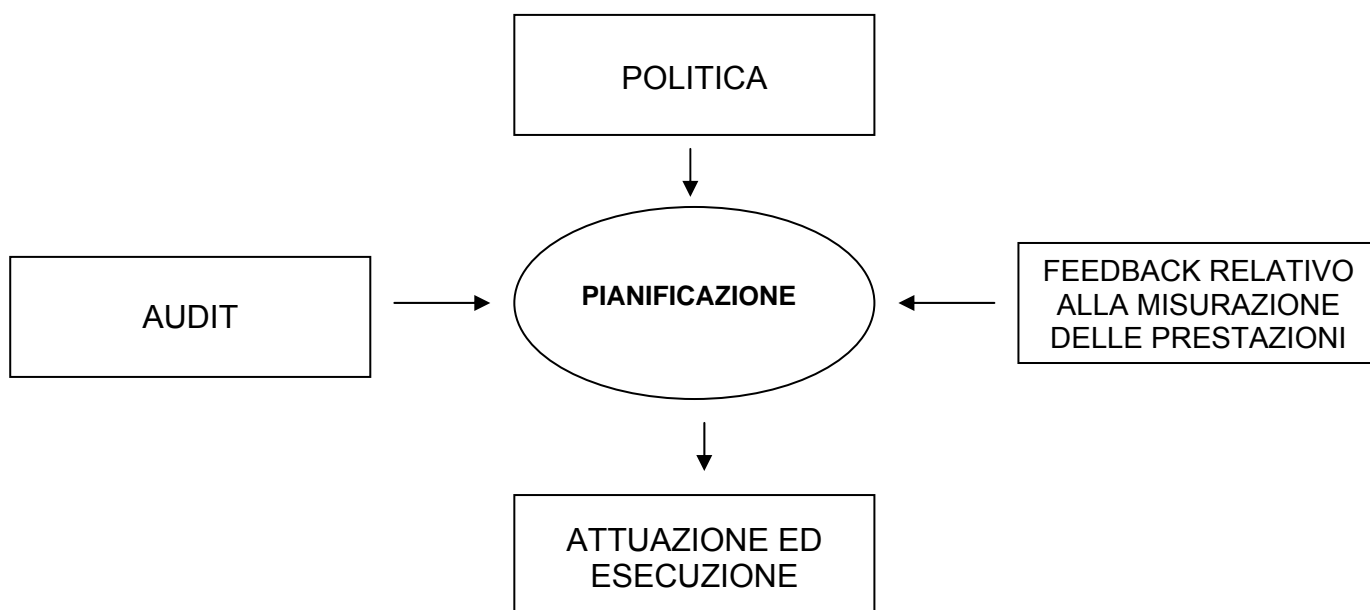 POLITICA
AUDIT
PIANIFICAZIONE
FEEDBACK RELATIVO
ALLA MISURAZIONE
DELLE PRESTAZIONI
ATTUAZIONE ED
ESECUZIONE